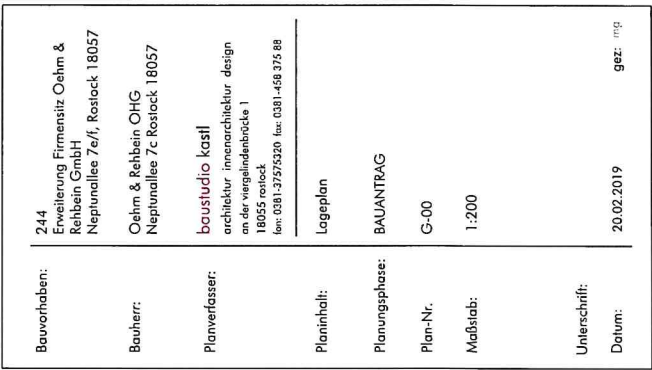 Bauvorhaben: 244
Erweiterung Firmensitz Oehm &
Rehbein GmbH
Neptunallee 7e/f, Rostock 18057
Bauherr: Oehm & Rehbein OHG
Neptunallee 7c Rostock 18057
Planverfasser: baustudio kastl
architektur innenarchitektur design
an der viergelindenbrücke 1
18055 rostock
fon: 0381-37575320 fax: 0381-458 375 88
Planinhalt: Lageplan
Planungsphase: BAUANTRAG
Plan-Nr. G-00
Maßstab: 1:200
Unterschrift:
Datum: 20.02.2019 gez: mg